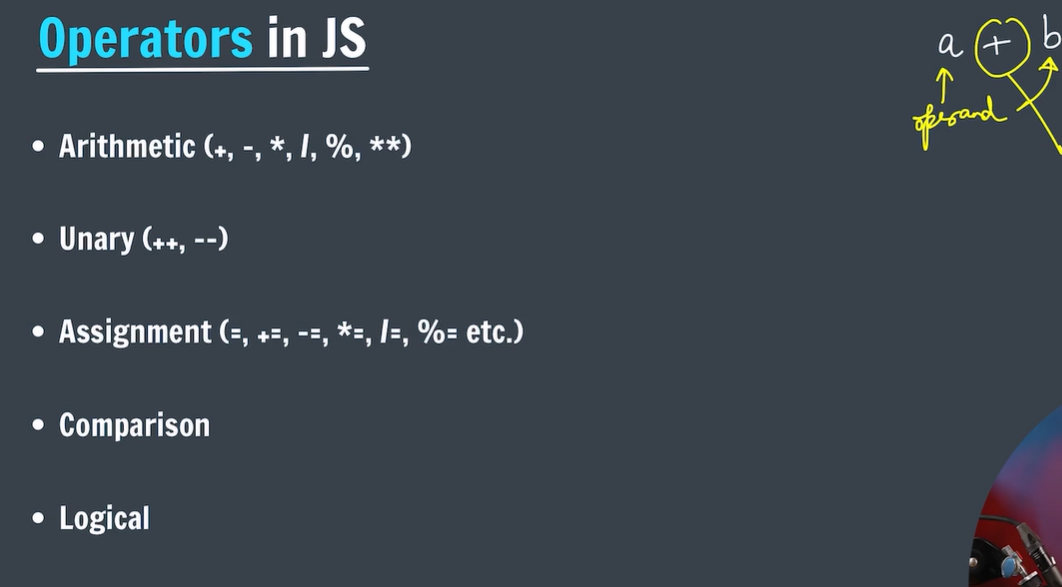 Operators in JS
a + b
operand
• Arithmetic (+, -, *, /, %, **)
• Unary (++, --)
• Assignment (=, +=, -=, *=, /=, %= etc.)
• Comparison
• Logical